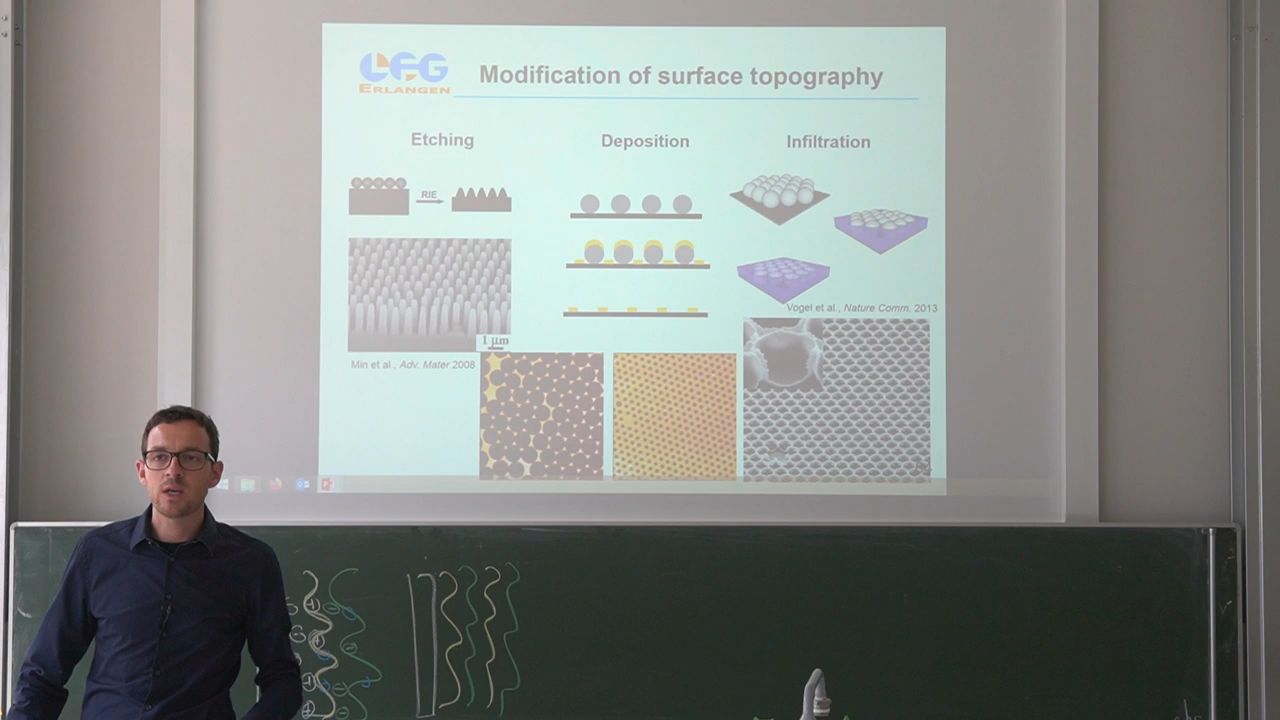 LFG
ERLANGEN
Modification of surface topography
Etching
Deposition
Infiltration
RIE
Vogel et al., Nature Comm. 2013
1 µm
Min et al., Adv. Mater 2008